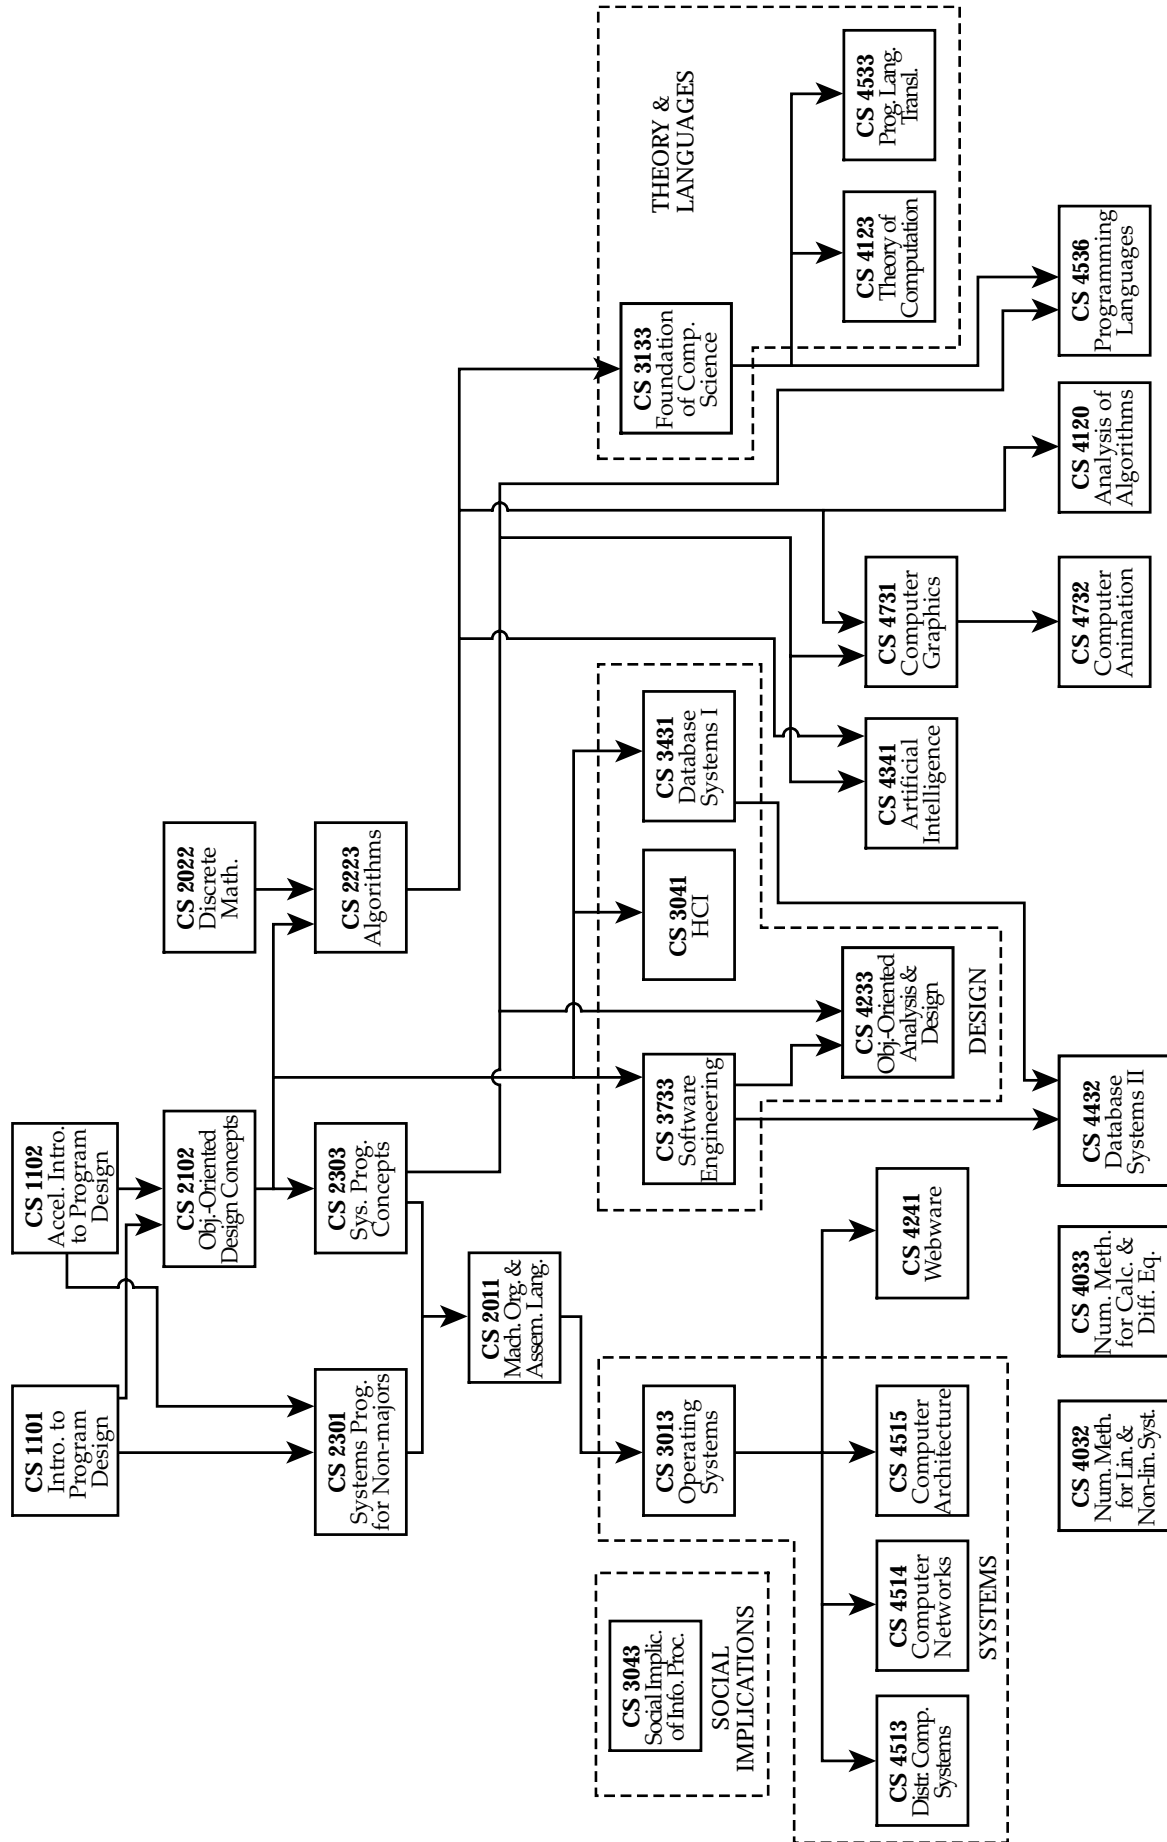 CS 1101
Intro. to
Program
Design
CS 1102
Accel. Intro.
to Program
Design
CS 2102
Obj.-Oriented
Design Concepts
CS 2022
Discrete
Math.
CS 2301
Systems Prog.
for Non-majors
CS 2303
Sys. Prog.
Concepts
CS 2223
Algorithms
CS 2011
Mach. Org. &
Assem. Lang.
CS 3043
Social Implic.
of Info. Proc.
SOCIAL
IMPLICATIONS
CS 3013
Operating
Systems
CS 3733
Software
Engineering
CS 3041
HCI
CS 3431
Database
Systems I
CS 3133
Foundation
of Comp.
Science
THEORY &
LANGUAGES
CS 4513
Distr. Comp.
Systems
CS 4514
Computer
Networks
CS 4515
Computer
Architecture
SYSTEMS
CS 4241
Webware
CS 4233
Obj.-Oriented
Analysis &
Design
DESIGN
CS 4341
Artificial
Intelligence
CS 4731
Computer
Graphics
CS 4123
Theory of
Computation
CS 4533
Prog. Lang.
Transl.
CS 4032
Num. Meth.
for Lin. &
Non-lin. Syst.
CS 4033
Num. Meth.
for Calc. &
Diff. Eq.
CS 4432
Database
Systems II
CS 4732
Computer
Animation
CS 4120
Analysis of
Algorithms
CS 4536
Programming
Languages